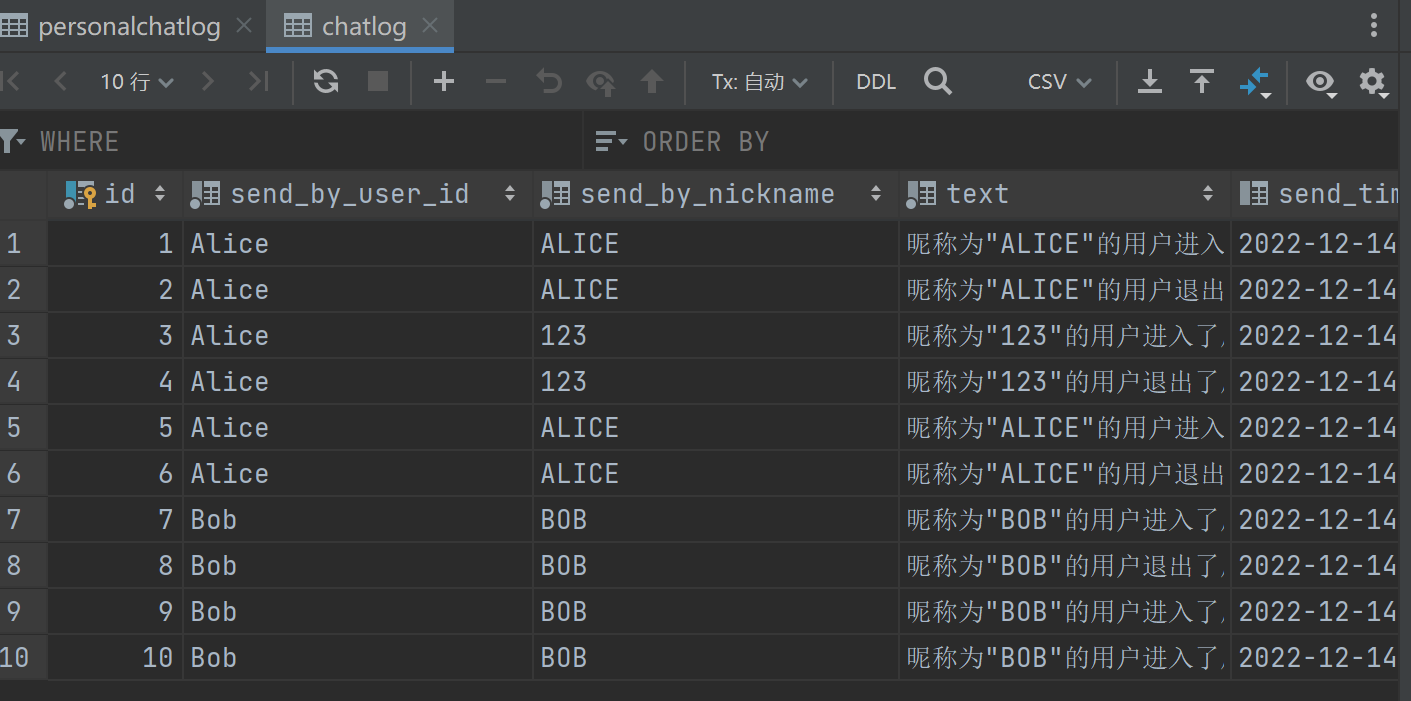 personalchatlog chatlog
10 行 Tx: 自动 DDL CSV
WHERE ORDER BY
id send_by_user_id send_by_nickname text send_tim
1 1 Alice ALICE 昵称为"ALICE"的用户进入 2022-12-14
2 2 Alice ALICE 昵称为"ALICE"的用户退出 2022-12-14
3 3 Alice 123 昵称为"123"的用户进入了 2022-12-14
4 4 Alice 123 昵称为"123"的用户退出了 2022-12-14
5 5 Alice ALICE 昵称为"ALICE"的用户进入 2022-12-14
6 6 Alice ALICE 昵称为"ALICE"的用户退出 2022-12-14
7 7 Bob BOB 昵称为"BOB"的用户进入了 2022-12-14
8 8 Bob BOB 昵称为"BOB"的用户退出了 2022-12-14
9 9 Bob BOB 昵称为"BOB"的用户进入了 2022-12-14
10 10 Bob BOB 昵称为"BOB"的用户进入了 2022-12-14